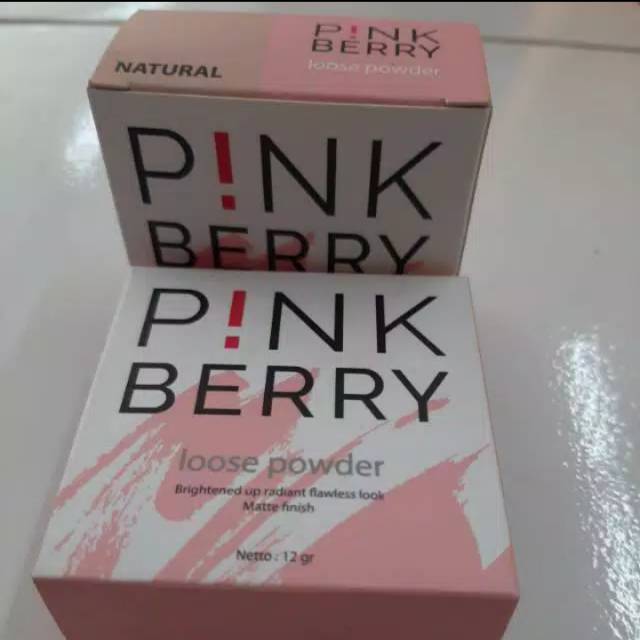 P!NK
BERRY
loose powder
NATURAL
P!NK
BERRY
P!NK
BERRY
loose powder
Brightened up radiant flawless look
Matte finish
Netto : 12 gr